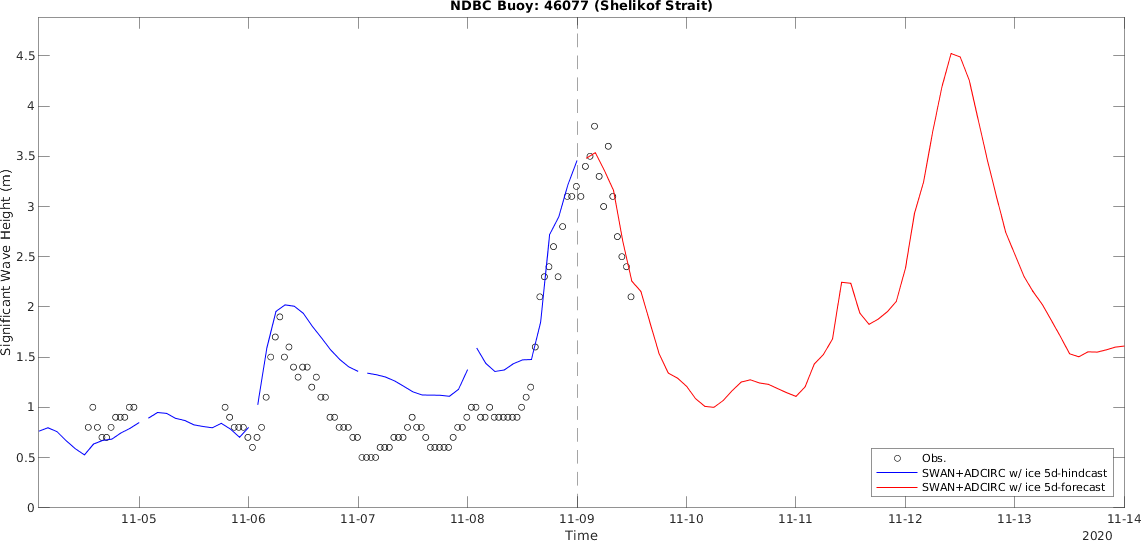 NDBC Buoy: 46077 (Shelikof Strait)
Significant Wave Height (m)
4.5
4
3.5
3
2.5
2
1.5
1
0.5
0
Obs.
SWAN+ADCIRC w/ ice 5d-hindcast
SWAN+ADCIRC w/ ice 5d-forecast
11-05 11-06 11-07 11-08 11-09 11-10 11-11 11-12 11-13 11-14
Time
2020